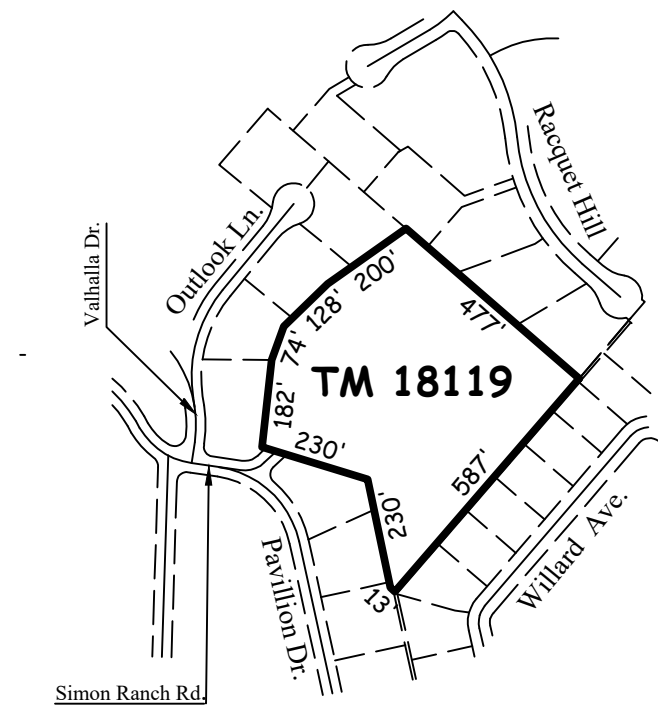 Racquet Hill
Valhalla Dr.
Outlook Ln.
200'
128'
477'
74'
TM 18119
182'
230'
587'
230'
Willard Ave.
13'
Pavillion Dr.
Simon Ranch Rd.